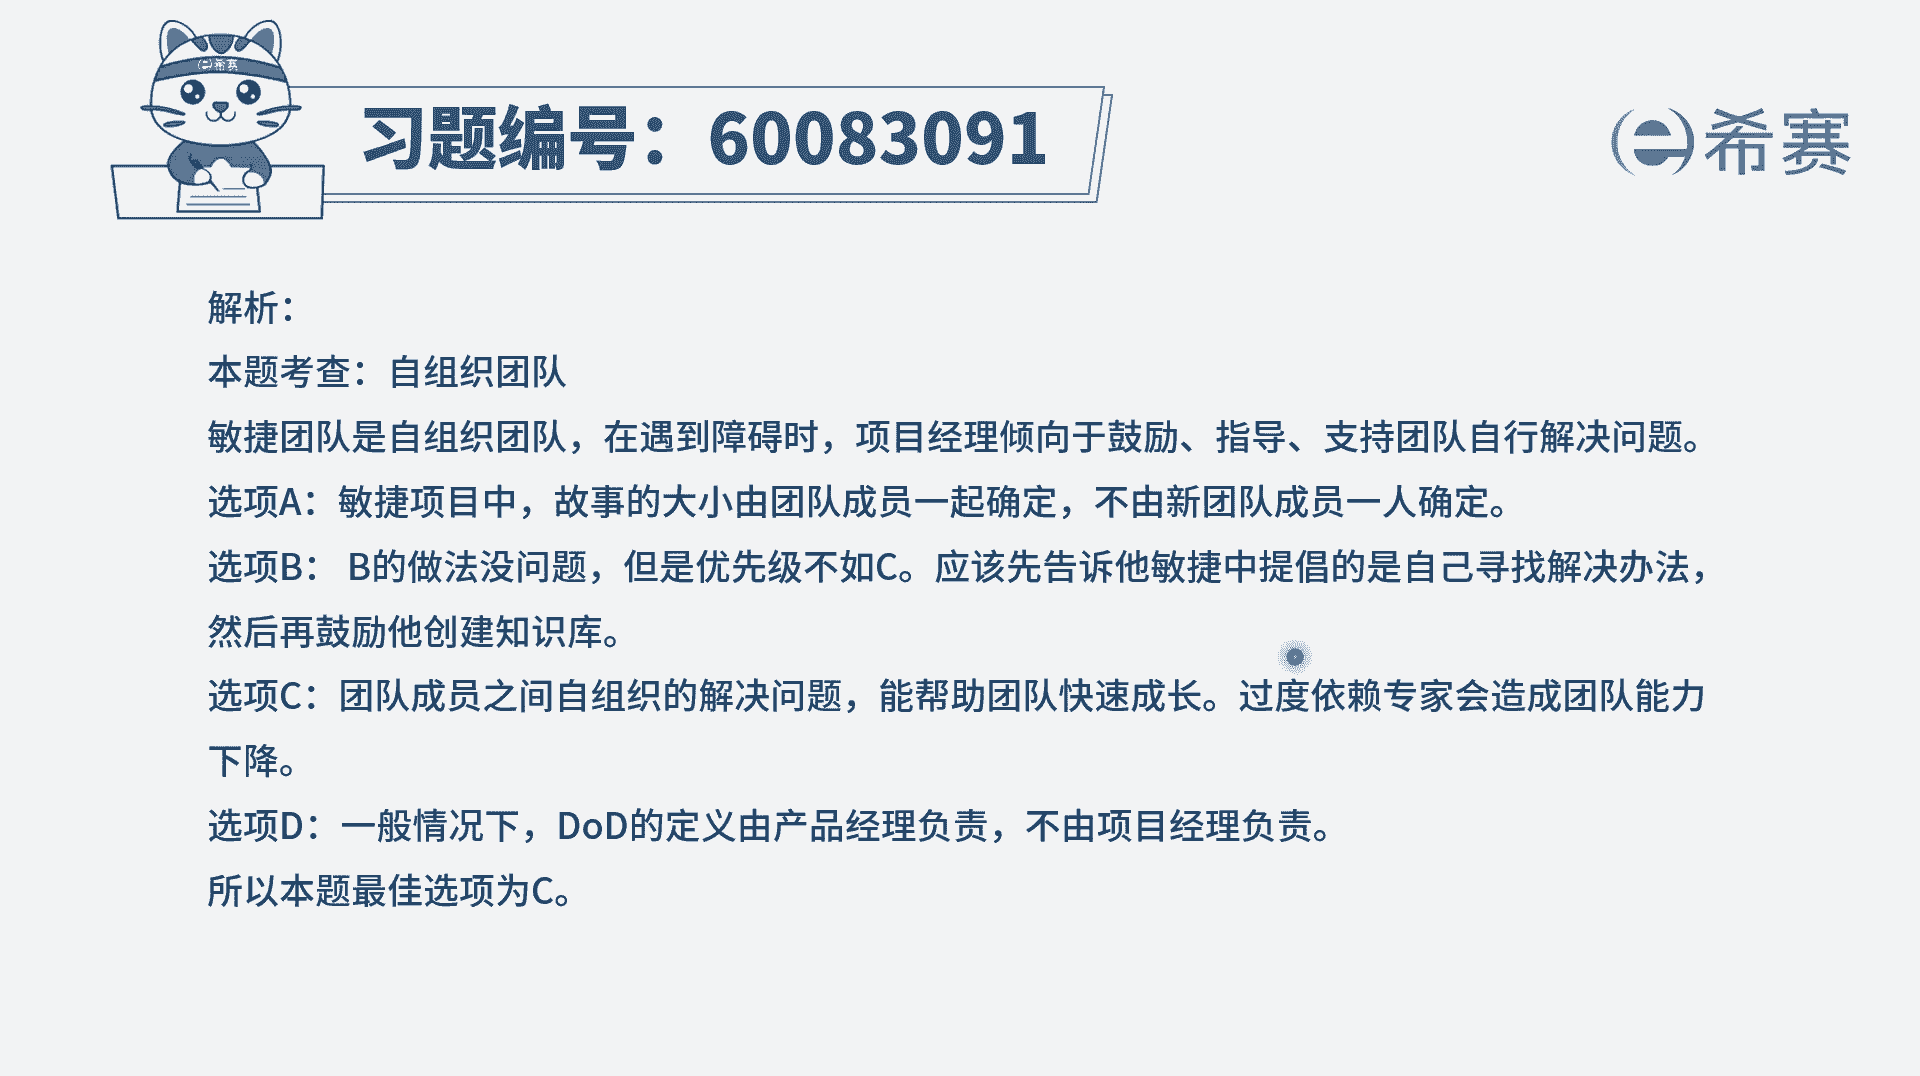 希赛
习题编号：60083091
希赛
解析：
本题考查：自组织团队
敏捷团队是自组织团队，在遇到障碍时，项目经理倾向于鼓励、指导、支持团队自行解决问题。
选项A：敏捷项目中，故事的大小由团队成员一起确定，不由新团队成员一人确定。
选项B： B的做法没问题，但是优先级不如C。应该先告诉他敏捷中提倡的是自己寻找解决办法，
然后再鼓励他创建知识库。
选项C：团队成员之间自组织的解决问题，能帮助团队快速成长。过度依赖专家会造成团队能力
下降。
选项D：一般情况下，DoD的定义由产品经理负责，不由项目经理负责。
所以本题最佳选项为C。